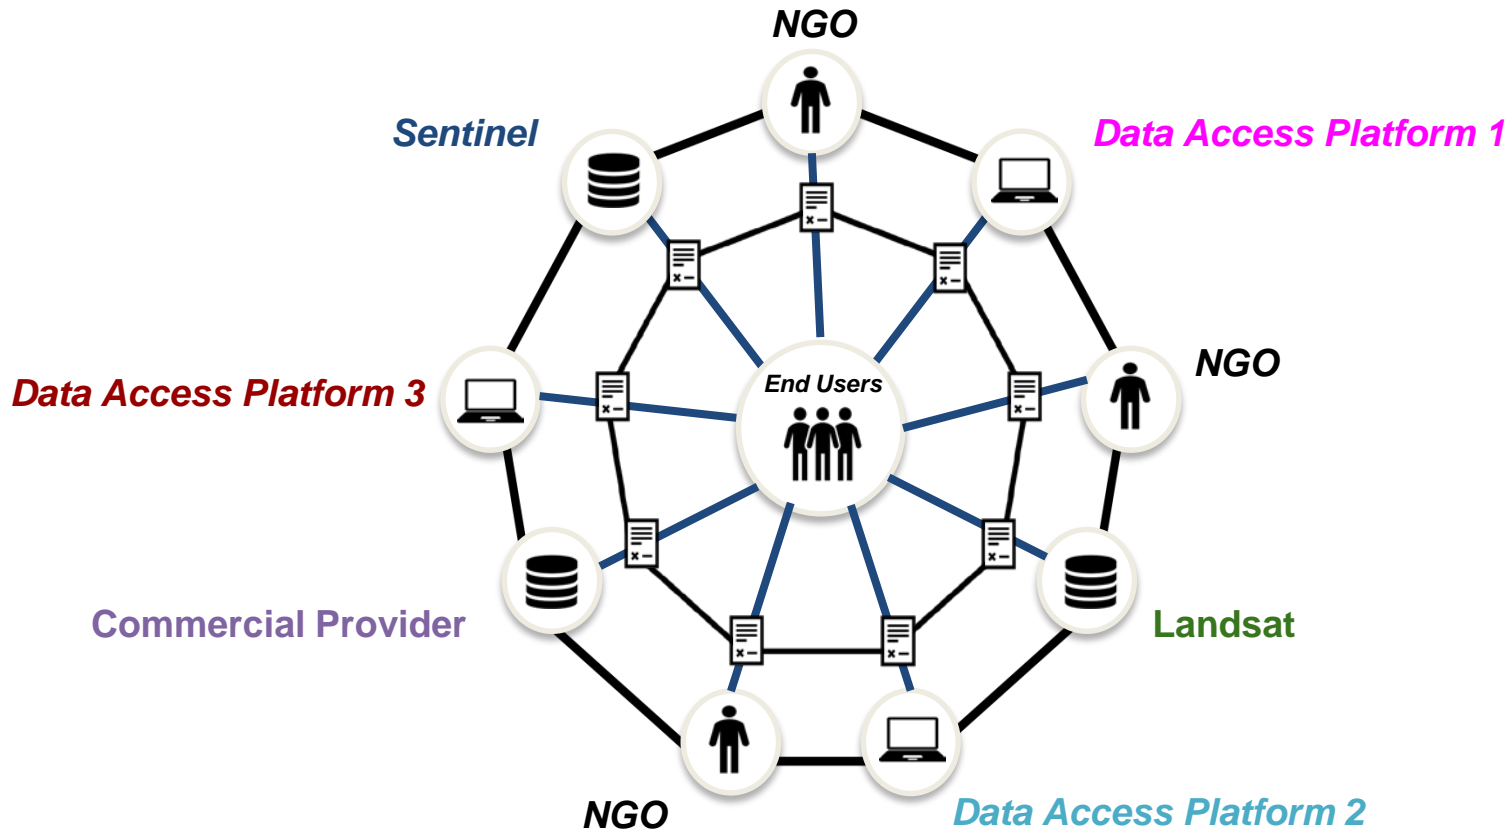 NGO
Sentinel
Data Access Platform 1
NGO
End Users
Data Access Platform 3
Commercial Provider
Landsat
NGO
Data Access Platform 2